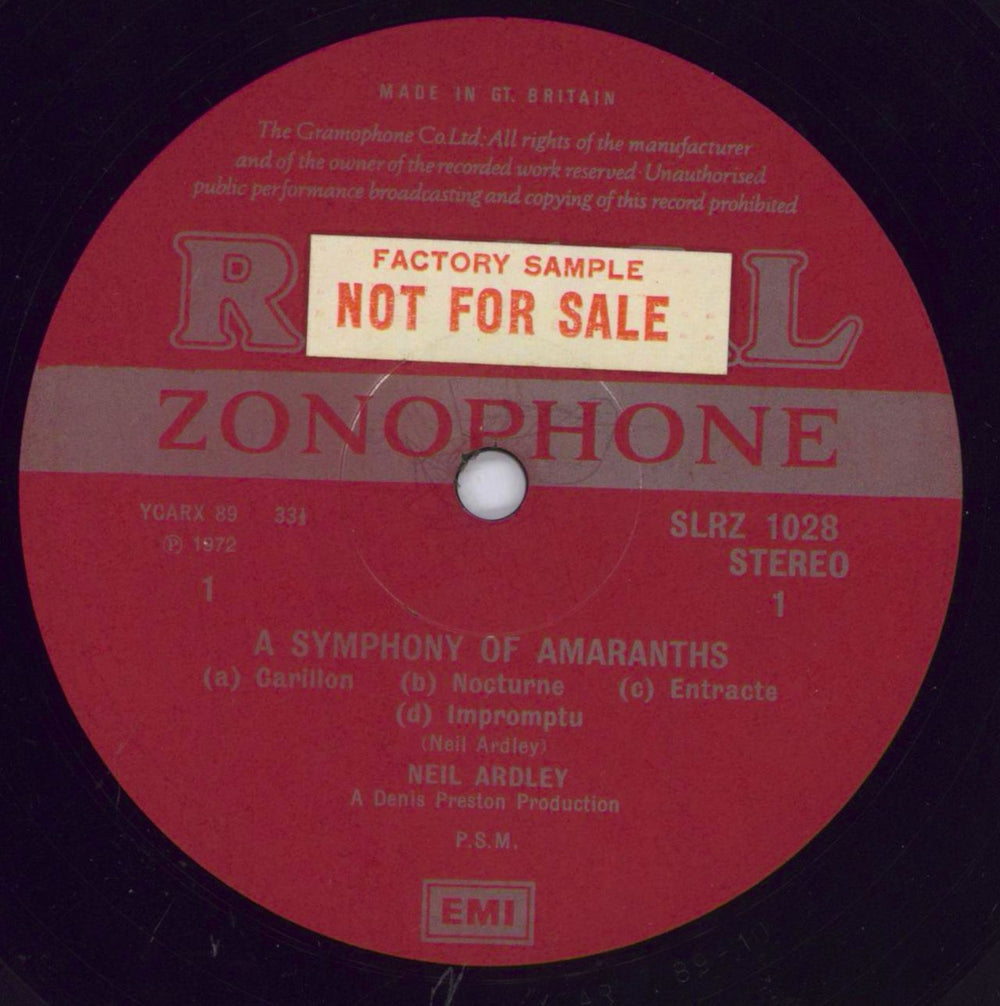 MADE IN GT. BRITAIN
The Gramophone Co.Ltd·All rights of the manufacturer
and of the owner of the recorded work reserved·Unauthorised
public performance broadcasting and copying of this record prohibited
R L
FACTORY SAMPLE
NOT FOR SALE
ZONOPHONE
YCARX 89 33⅓ SLRZ 1028
℗ 1972 STEREO
1 1
A SYMPHONY OF AMARANTHS
(a) Carillon (b) Nocturne (c) Entracte
(d) Impromptu
(Neil Ardley)
NEIL ARDLEY
A Denis Preston Production
P.S.M.
EMI